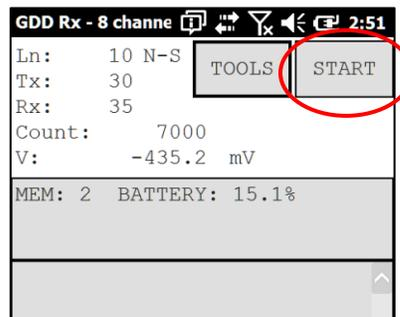 GDD Rx - 8 channe 2:51
Ln: 10 N-S
TOOLS START
Tx: 30
Rx: 35
Count: 7000
V: -435.2 mV
MEM: 2 BATTERY: 15.1%